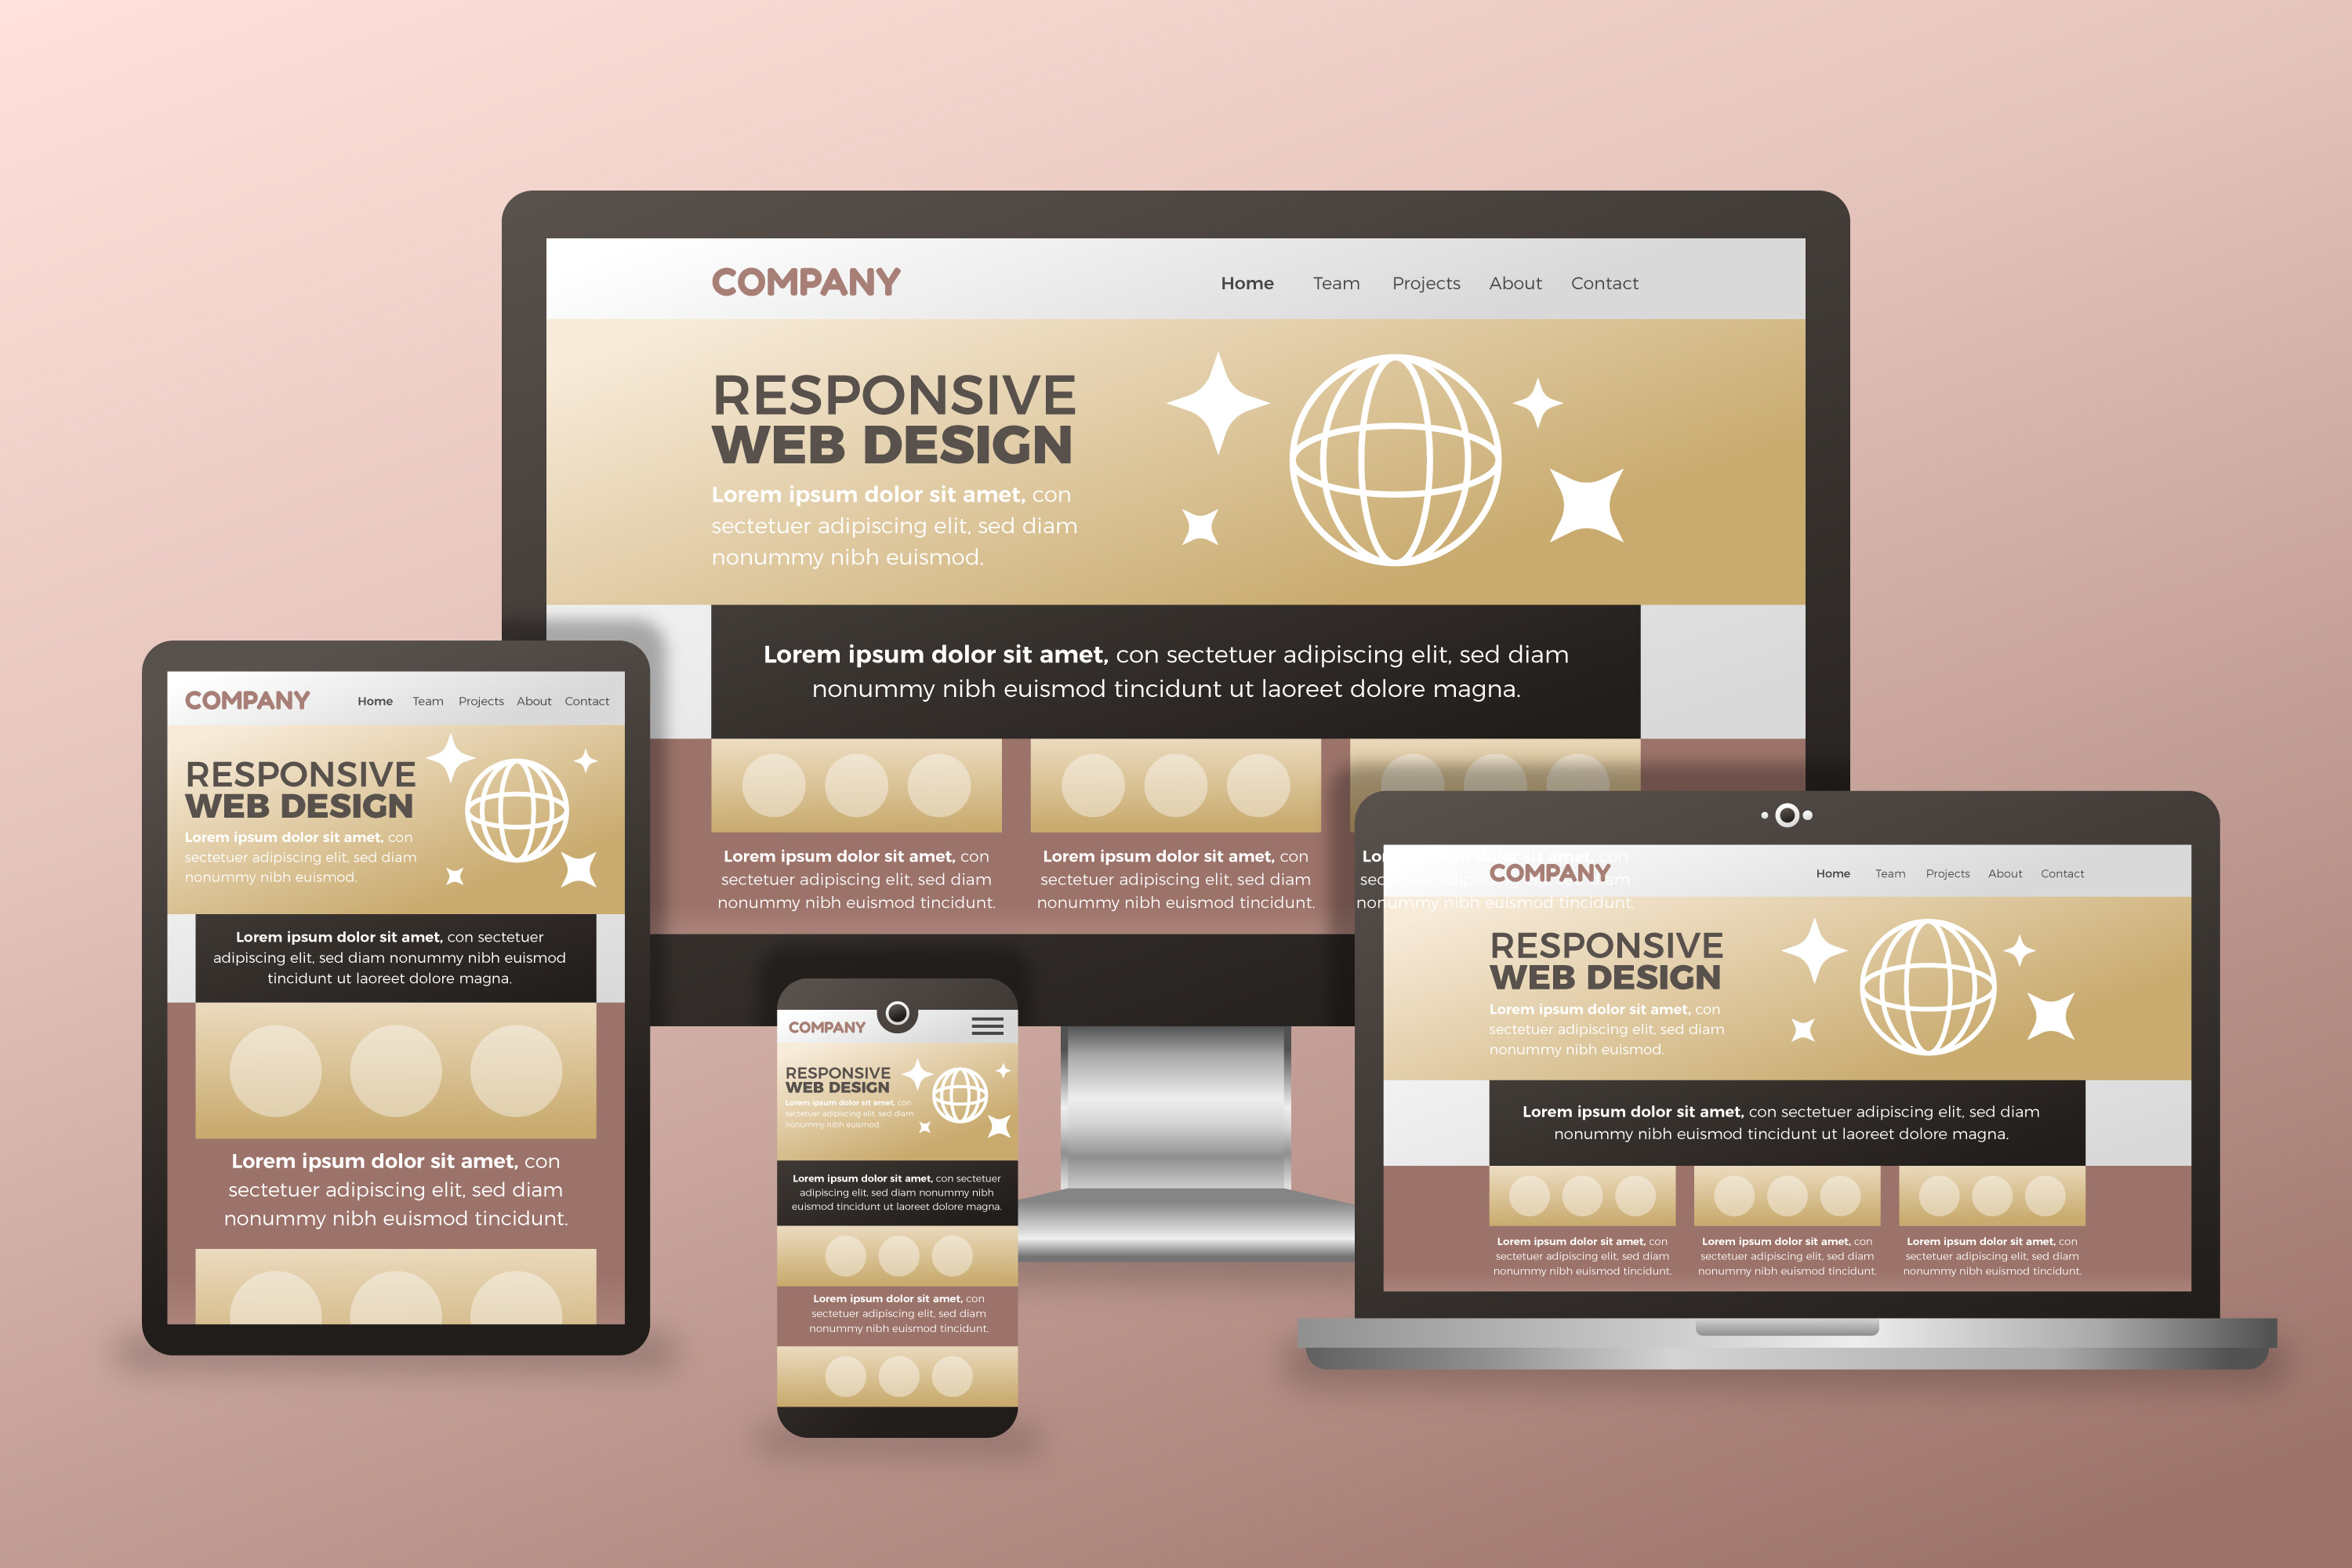 COMPANY
Home Team Projects About Contact
RESPONSIVE
WEB DESIGN
Lorem ipsum dolor sit amet, con
sectetuer adipiscing elit, sed diam
nonummy nibh euismod.
Lorem ipsum dolor sit amet, con sectetuer adipiscing elit, sed diam
nonummy nibh euismod tincidunt ut laoreet dolore magna.
Lorem ipsum dolor sit amet, con
sectetuer adipiscing elit, sed diam
nonummy nibh euismod tincidunt.
Lorem ipsum dolor sit amet, con
sectetuer adipiscing elit, sed diam
nonummy nibh euismod tincidunt.
dolor sit amet, con
nonummy nibh euismod tincidunt.
COMPANY
Home Team Projects About Contact
RESPONSIVE
WEB DESIGN
Lorem ipsum dolor sit amet, con
sectetuer adipiscing elit, sed diam
nonummy nibh euismod.
Lorem ipsum dolor sit amet, con sectetuer
adipiscing elit, sed diam nonummy nibh euismod
tincidunt ut laoreet dolore magna.
Lorem ipsum dolor sit amet, con
sectetuer adipiscing elit, sed diam
nonummy nibh euismod tincidunt.
COMPANY
RESPONSIVE
WEB DESIGN
Lorem ipsum dolor sit amet, con
sectetuer adipiscing elit, sed diam
nonummy nibh euismod.
Lorem ipsum dolor sit amet, con sectetuer
adipiscing elit, sed diam nonummy nibh
euismod tincidunt ut laoreet dolore magna.
Lorem ipsum dolor sit amet, con
sectetuer adipiscing elit, sed diam
nonummy nibh euismod tincidunt.
COMPANY
Home Team Projects About Contact
RESPONSIVE
WEB DESIGN
Lorem ipsum dolor sit amet, con
sectetuer adipiscing elit, sed diam
nonummy nibh euismod.
Lorem ipsum dolor sit amet, con sectetuer adipiscing elit, sed diam
nonummy nibh euismod tincidunt ut laoreet dolore magna.
Lorem ipsum dolor sit amet, con
sectetuer adipiscing elit, sed diam
nonummy nibh euismod tincidunt.
Lorem ipsum dolor sit amet, con
sectetuer adipiscing elit, sed diam
nonummy nibh euismod tincidunt.
Lorem ipsum dolor sit amet, con
sectetuer adipiscing elit, sed diam
nonummy nibh euismod tincidunt.